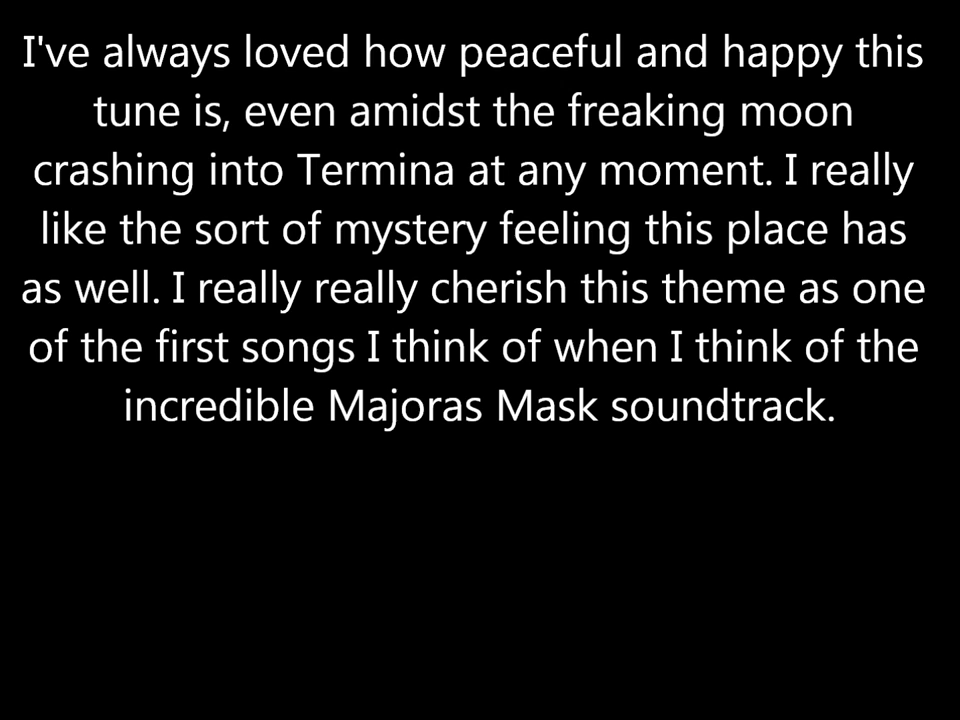 I've always loved how peaceful and happy this
tune is, even amidst the freaking moon
crashing into Termina at any moment. I really
like the sort of mystery feeling this place has
as well. I really really cherish this theme as one
of the first songs I think of when I think of the
incredible Majoras Mask soundtrack.